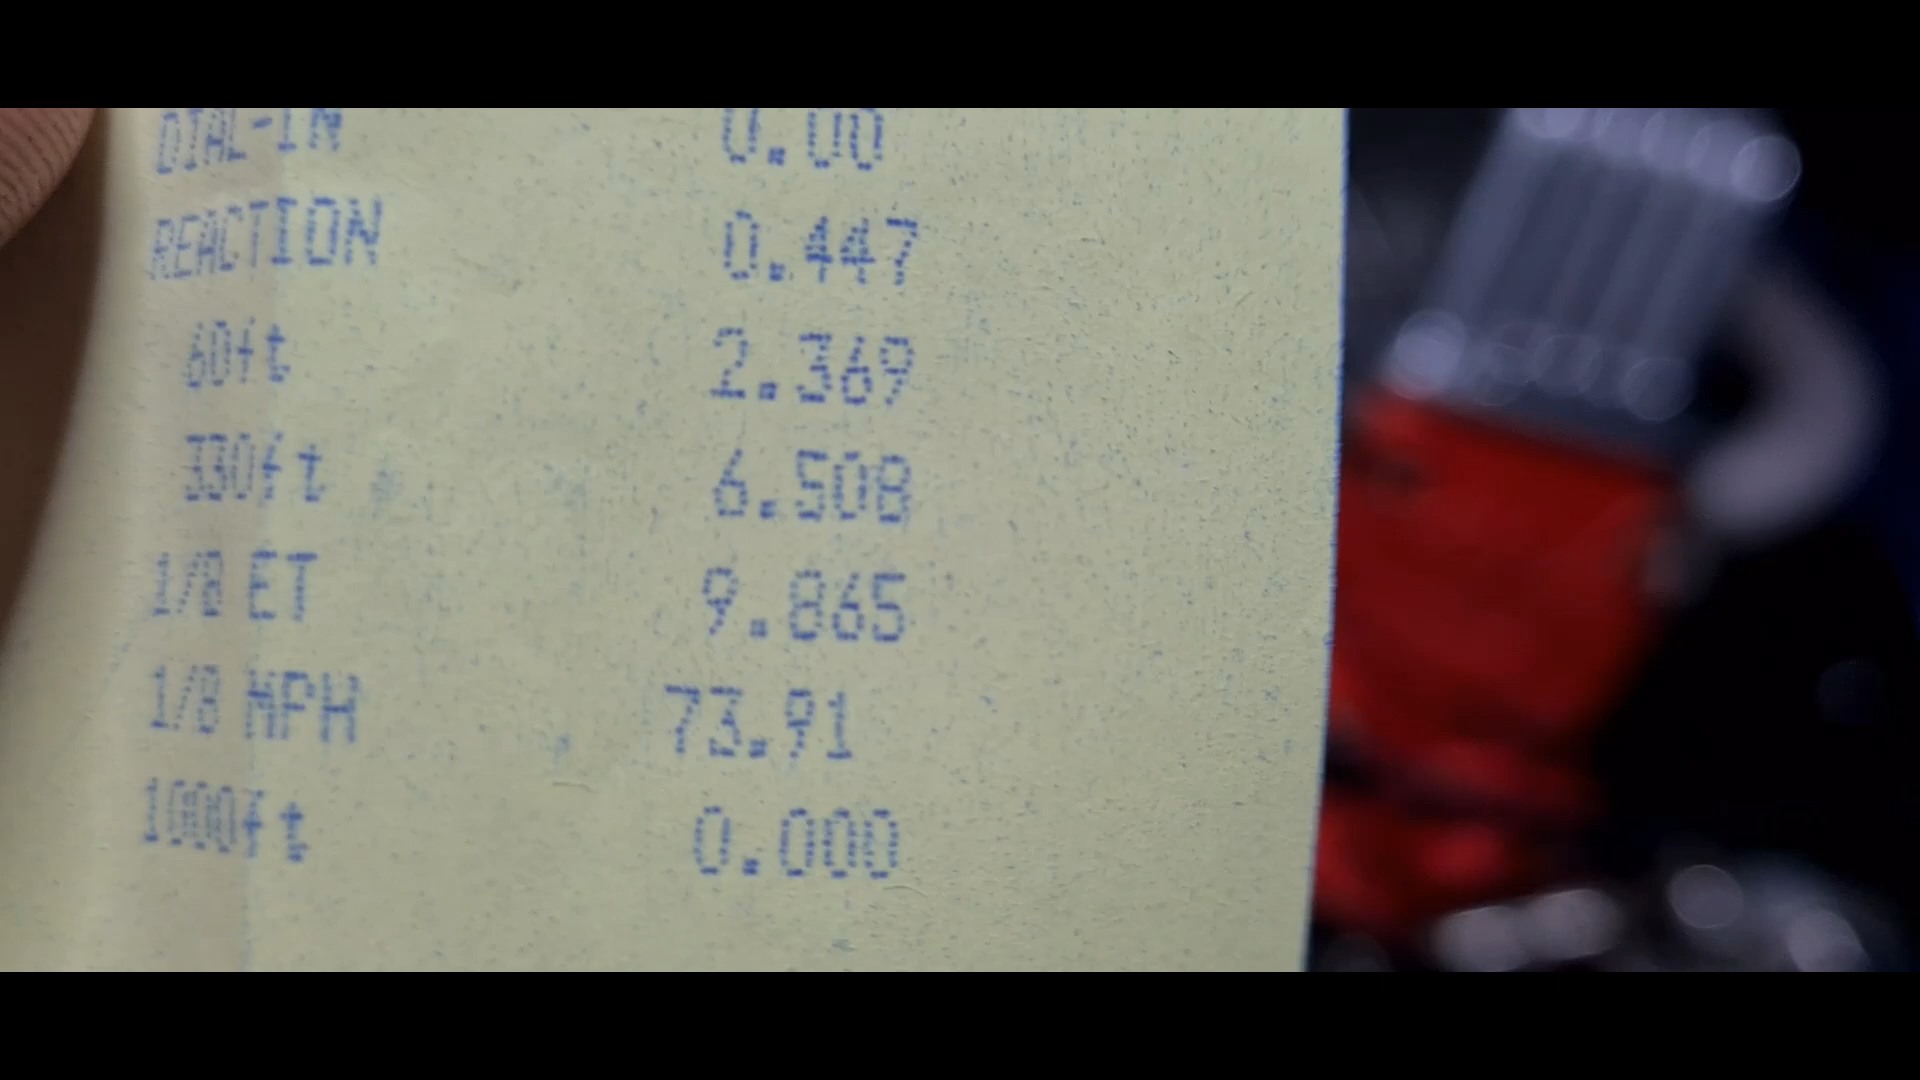 DIAL-IN 0.00
REACTION 0.447
60ft 2.369
330ft 6.508
1/8 ET 9.865
1/8 MPH 73.91
1000ft 0.000